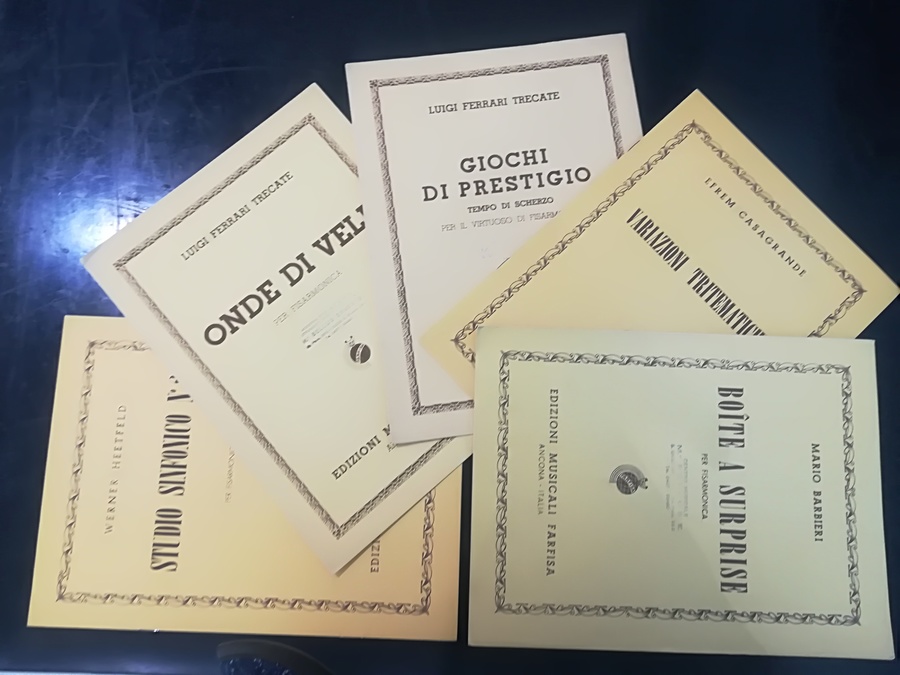 LUIGI FERRARI TRECATE
GIOCHI
DI PRESTIGIO
TEMPO DI SCHERZO
PER IL VIRTUOSO DI FISARM
LUIGI FERRARI TRECATE
ONDE DI VEL
PER FISARMONICA
EDIZIONI M
EFREM CASAGRANDE
VARIAZIONI TRITEMATICH
WERNER HETFIELD
STUDIO SINFONICO N.
EDIZI
MARIO BARBIERI
BOÎTE A SURPRISE
PER FISARMONICA
EDIZIONI MUSICALI FARFISA
ANCONA - ITALIA